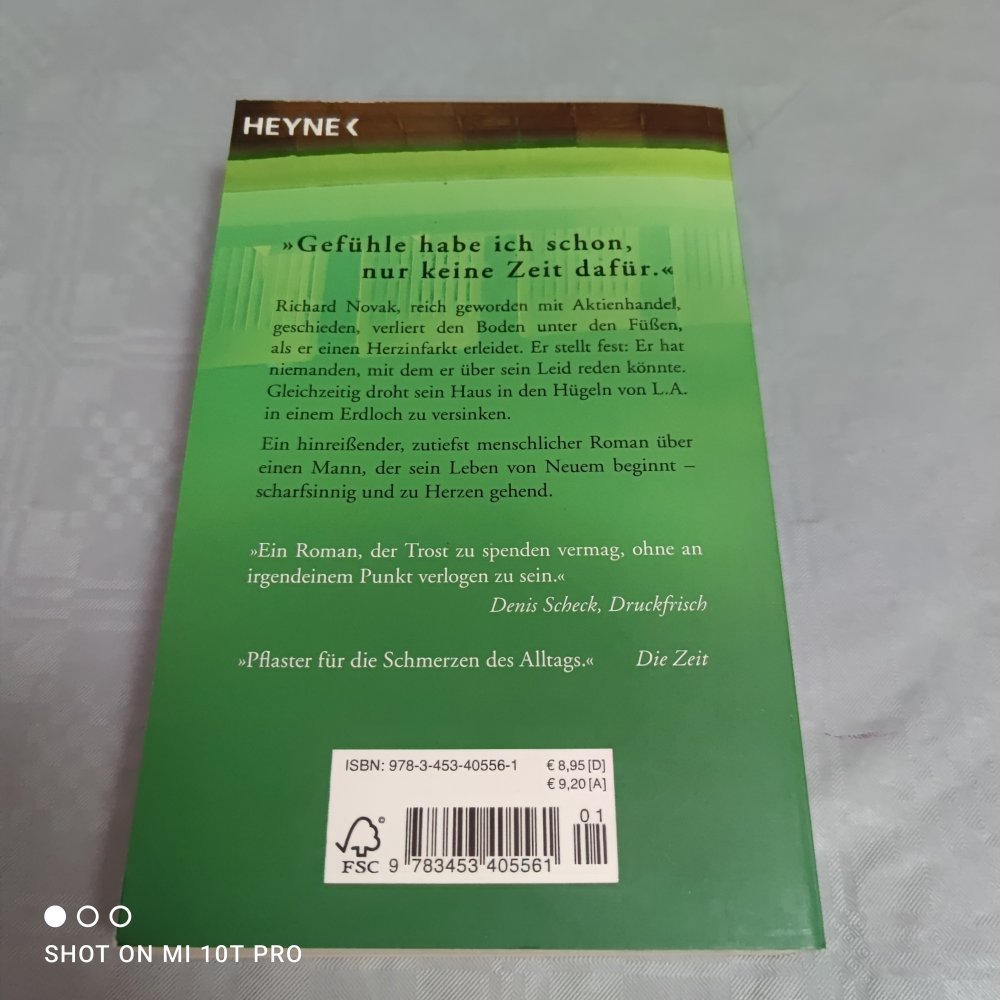 HEYNE <
»Gefühle habe ich schon,
nur keine Zeit dafür.«
Richard Novak, reich geworden mit Aktienhandel,
geschieden, verliert den Boden unter den Füßen,
als er einen Herzinfarkt erleidet. Er stellt fest: Er hat
niemanden, mit dem er über sein Leid reden könnte.
Gleichzeitig droht sein Haus in den Hügeln von L.A.
in einem Erdloch zu versinken.
Ein hinreißender, zutiefst menschlicher Roman über
einen Mann, der sein Leben von Neuem beginnt –
scharfsinnig und zu Herzen gehend.
»Ein Roman, der Trost zu spenden vermag, ohne an
irgendeinem Punkt verlogen zu sein.«
Denis Scheck, Druckfrisch
»Pflaster für die Schmerzen des Alltags.« Die Zeit
ISBN: 978-3-453-40556-1 € 8,95 [D]
€ 9,20 [A]
01
FSC
9 783453 405561
SHOT ON MI 10T PRO